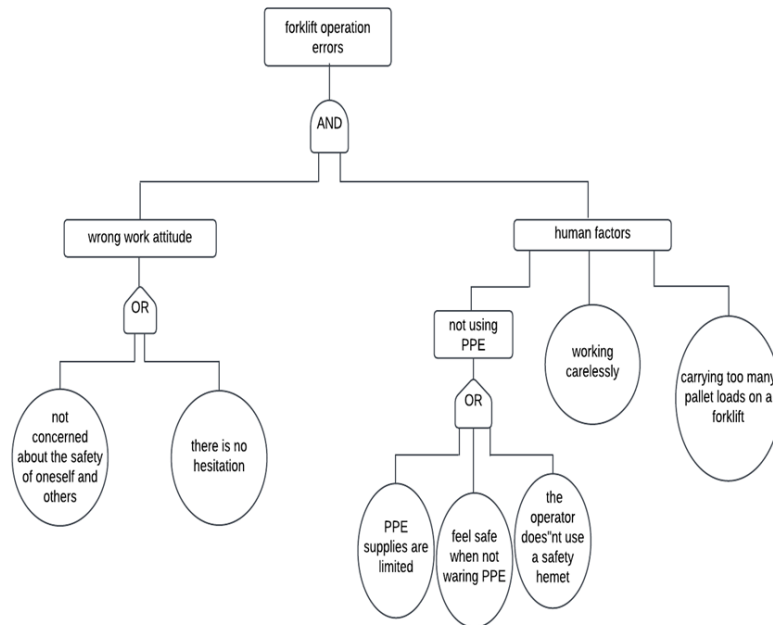 forklift operation
errors
AND
wrong work attitude
human factors
OR
not using
PPE
working
carelessly
carrying too many
pallet loads on a
forklift
OR
not
concerned
about the safety
of oneself and
others
there is no
hesitation
PPE
supplies are
limited
feel safe
when not
waring PPE
the
operator
does"nt use
a safety
hemet